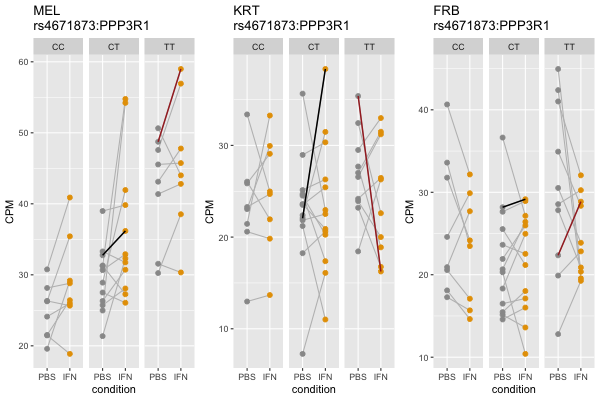 MEL
rs4671873:PPP3R1
CC CT TT
CPM
60
50
40
30
20
PBS IFN PBS IFN PBS IFN
condition
KRT
rs4671873:PPP3R1
CC CT TT
CPM
30
20
10
PBS IFN PBS IFN PBS IFN
condition
FRB
rs4671873:PPP3R1
CC CT TT
CPM
40
30
20
10
PBS IFN PBS IFN PBS IFN
condition